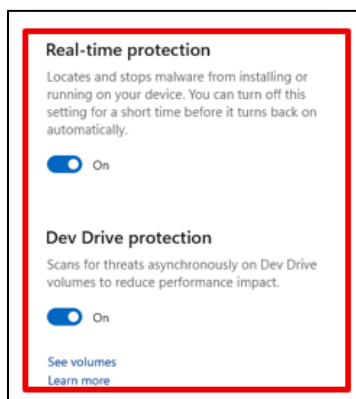 Real-time protection
Locates and stops malware from installing or
running on your device. You can turn off this
setting for a short time before it turns back on
automatically.
On
Dev Drive protection
Scans for threats asynchronously on Dev Drive
volumes to reduce performance impact.
On
See volumes
Learn more